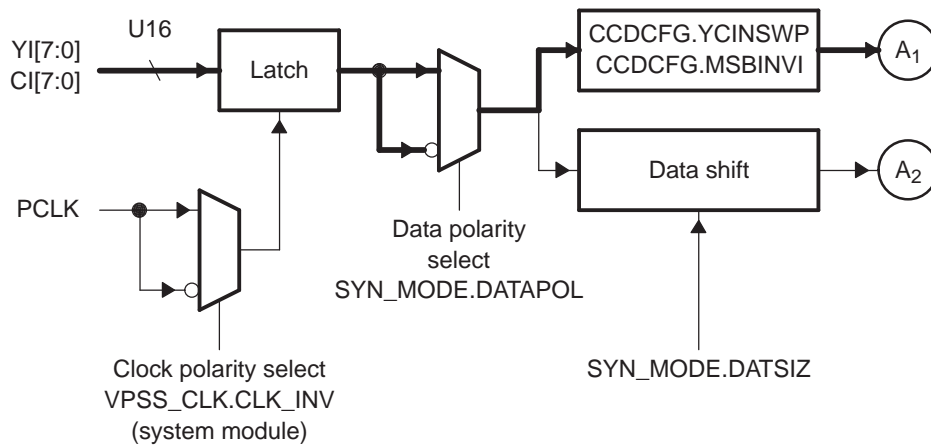 U16
YI[7:0]
CI[7:0]
Latch
CCDCFG.YCINSWP
CCDCFG.MSBINVI
A1
PCLK
Data shift
A2
Data polarity
select
SYN_MODE.DATAPOL
Clock polarity select
VPSS_CLK.CLK_INV
(system module)
SYN_MODE.DATSIZ